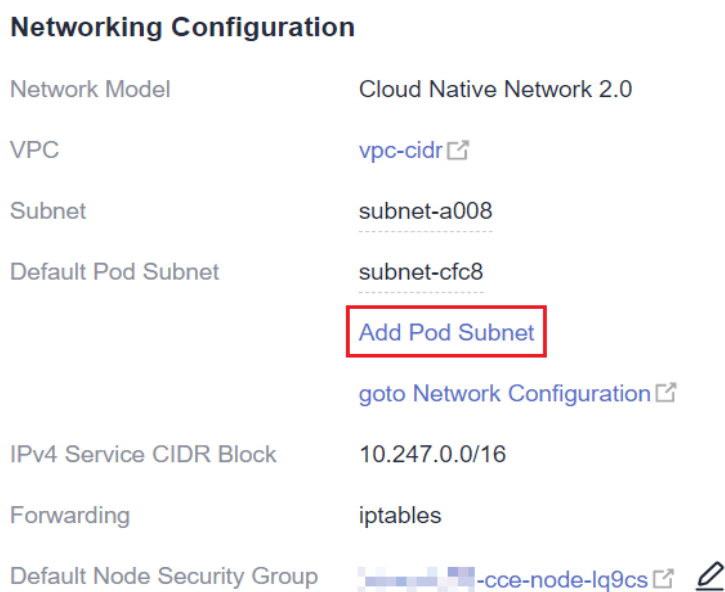 Networking Configuration
Network Model Cloud Native Network 2.0
VPC vpc-cidr
Subnet subnet-a008
Default Pod Subnet subnet-cfc8
Add Pod Subnet
goto Network Configuration
IPv4 Service CIDR Block 10.247.0.0/16
Forwarding iptables
Default Node Security Group -cce-node-lq9cs